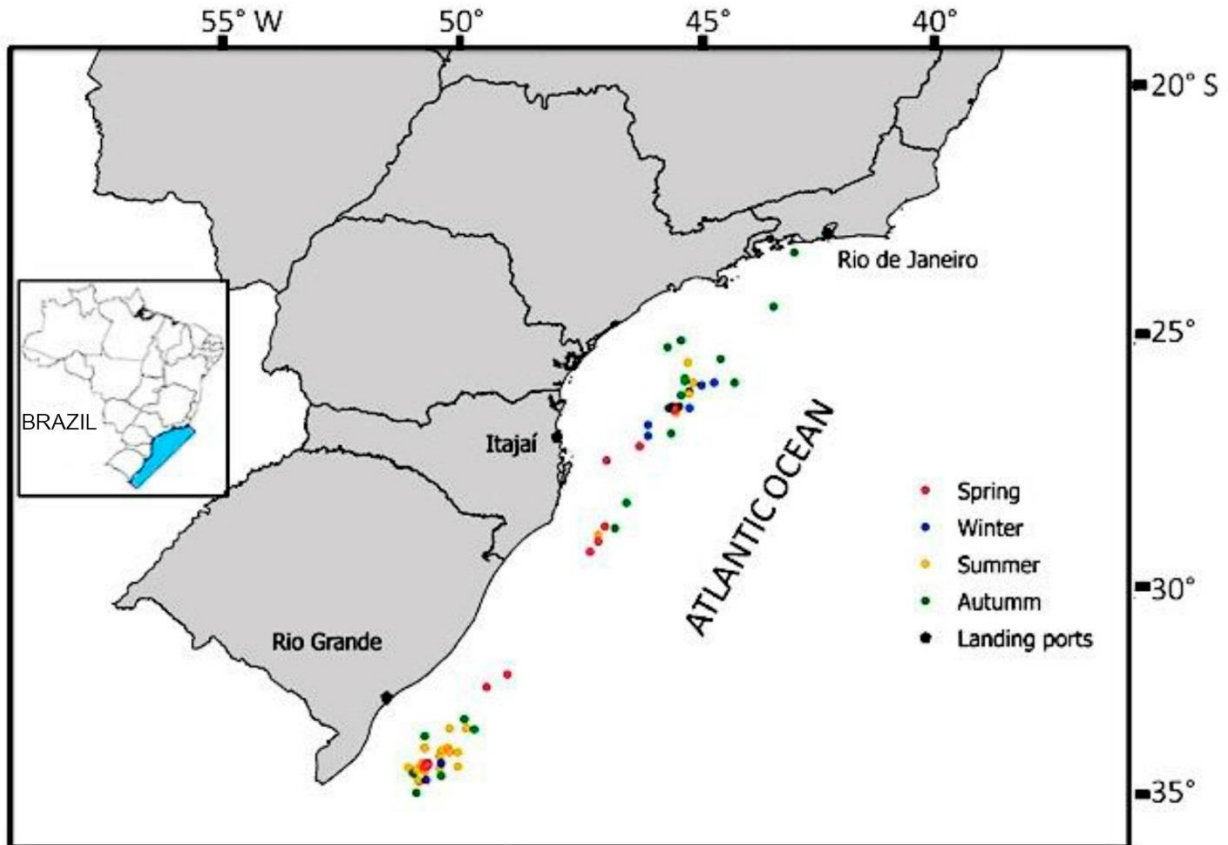 55° W
50°
45°
40°
20° S
Rio de Janeiro
25°
BRAZIL
Itajaí
ATLANTIC OCEAN
Spring
Winter
Summer
30°
Autumm
Rio Grande
Landing ports
35°